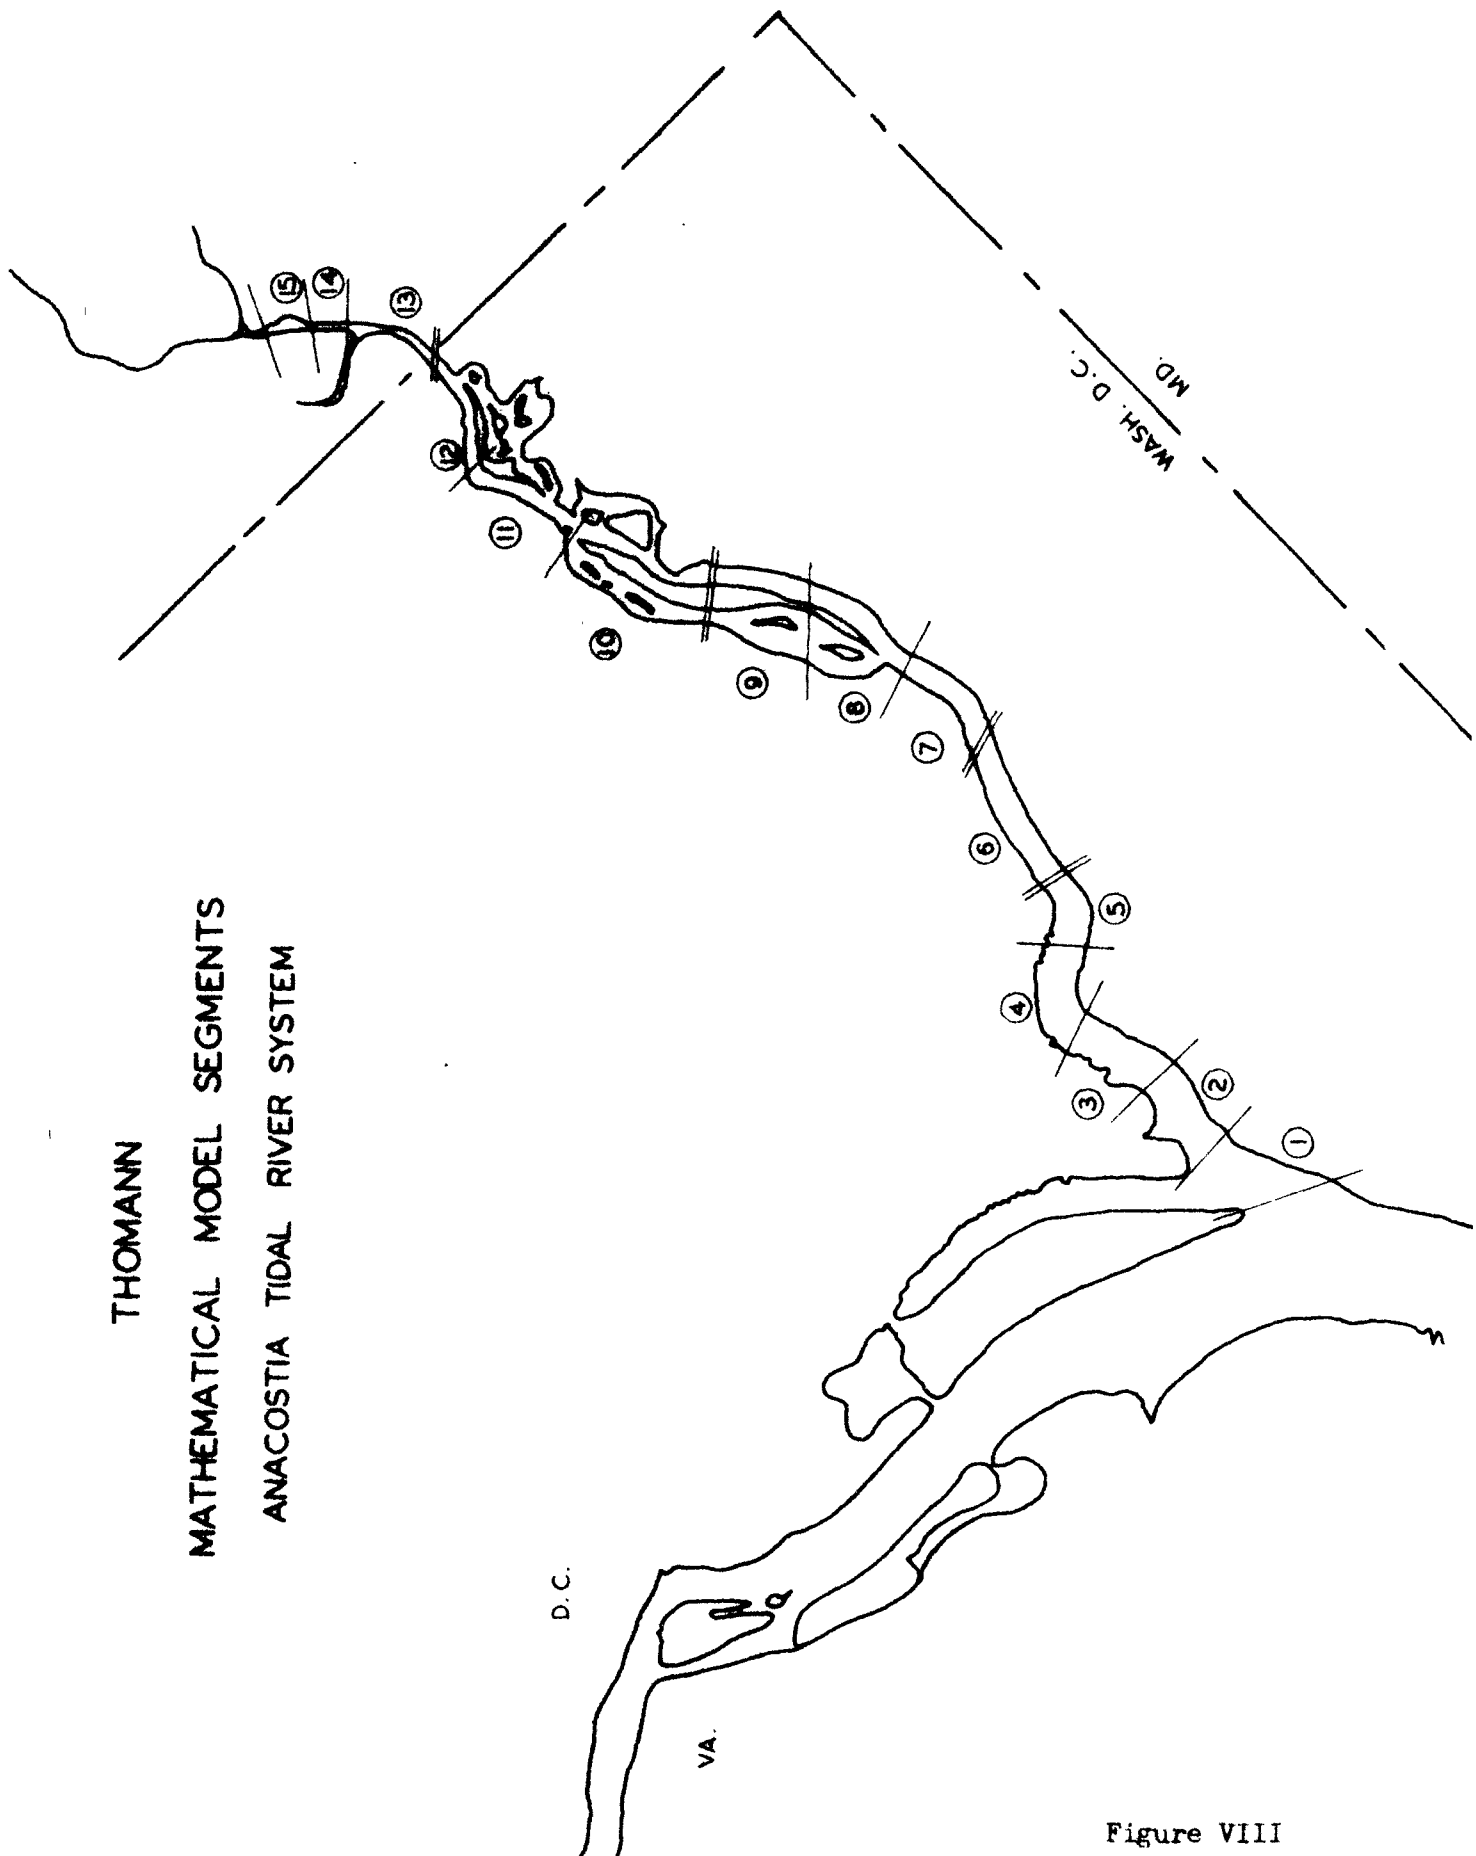 THOMANN
MATHEMATICAL MODEL SEGMENTS
ANACOSTIA TIDAL RIVER SYSTEM
15
14
13
12
11
10
9
8
7
6
5
4
3
2
1
WASH. D.C.
MD.
D.C.
VA.
Figure VIII